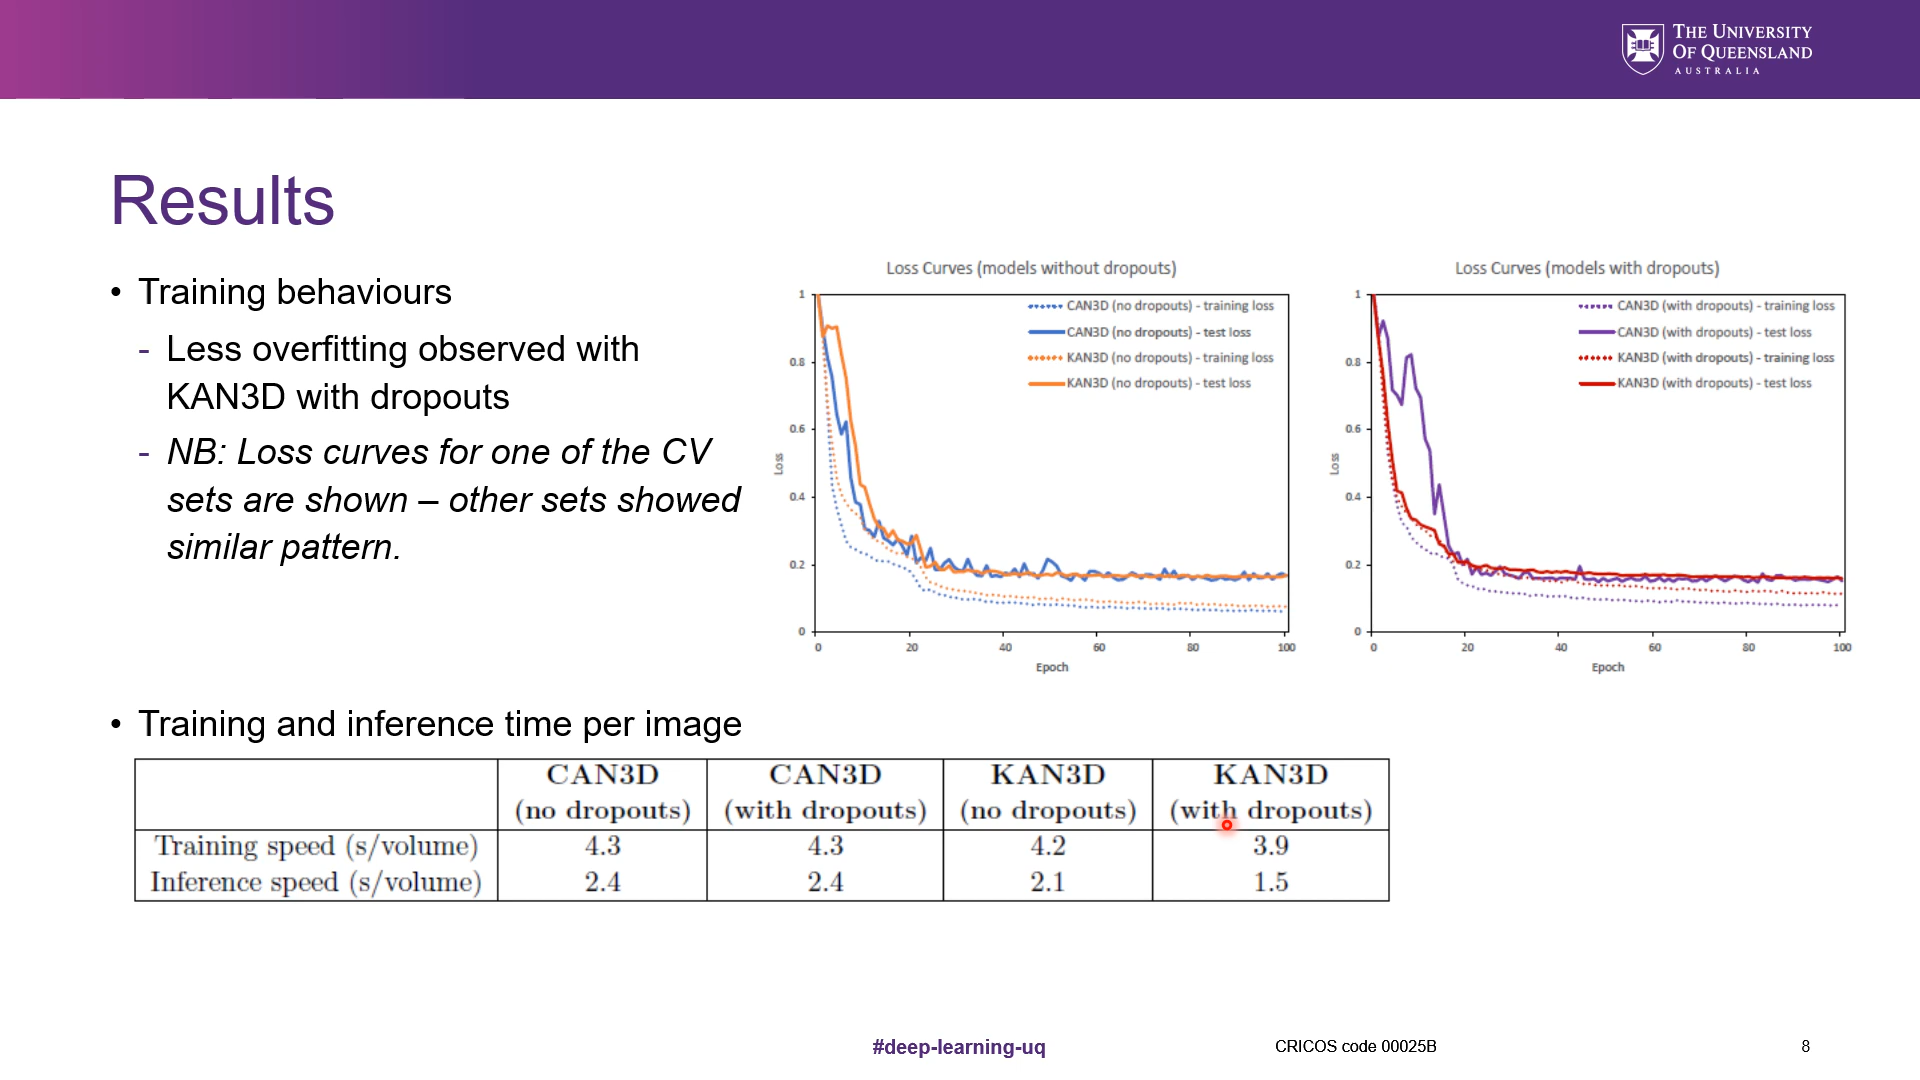 THE UNIVERSITY
OF QUEENSLAND
AUSTRALIA
Results
• Training behaviours
- Less overfitting observed with
KAN3D with dropouts
- NB: Loss curves for one of the CV
sets are shown – other sets showed
similar pattern.
Loss Curves (models without dropouts)
CAN3D (no dropouts) - training loss
CAN3D (no dropouts) - test loss
KAN3D (no dropouts) - training loss
KAN3D (no dropouts) - test loss
1
0.8
0.6
0.4
0.2
0
Loss
0 20 40 60 80 100
Epoch
Loss Curves (models with dropouts)
CAN3D (with dropouts) - training loss
CAN3D (with dropouts) - test loss
KAN3D (with dropouts) - training loss
KAN3D (with dropouts) - test loss
1
0.8
0.6
0.4
0.2
0
Loss
0 20 40 60 80 100
Epoch
• Training and inference time per image
CAN3D CAN3D KAN3D KAN3D
(no dropouts) (with dropouts) (no dropouts) (with dropouts)
Training speed (s/volume) 4.3 4.3 4.2 3.9
Inference speed (s/volume) 2.4 2.4 2.1 1.5
#deep-learning-uq CRICOS code 00025B 8